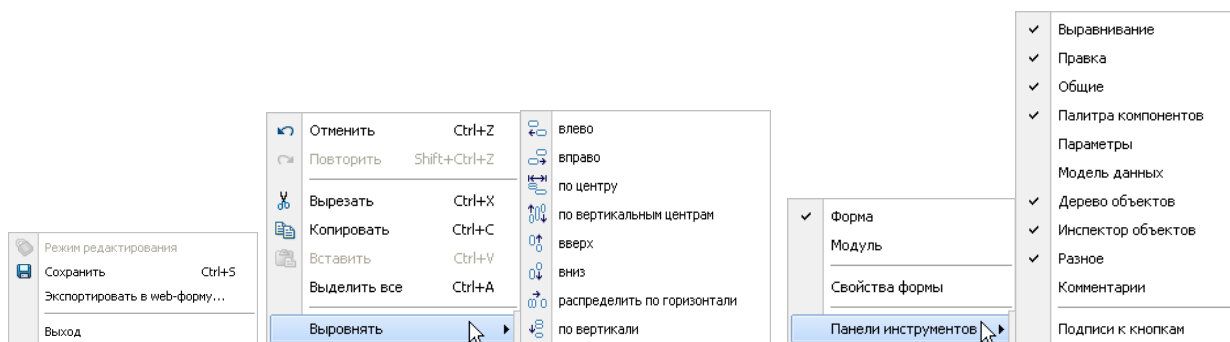 Режим редактирования
Сохранить Ctrl+S
Экспортировать в web-форму...
Выход
Отменить Ctrl+Z
Повторить Shift+Ctrl+Z
Вырезать Ctrl+X
Копировать Ctrl+C
Вставить Ctrl+V
Выделить все Ctrl+A
Выровнять
влево
вправо
по центру
по вертикальным центрам
вверх
вниз
распределить по горизонтали
по вертикали
Форма
Модуль
Свойства формы
Панели инструментов
Выравнивание
Правка
Общие
Палитра компонентов
Параметры
Модель данных
Дерево объектов
Инспектор объектов
Разное
Комментарии
Подписи к кнопкам